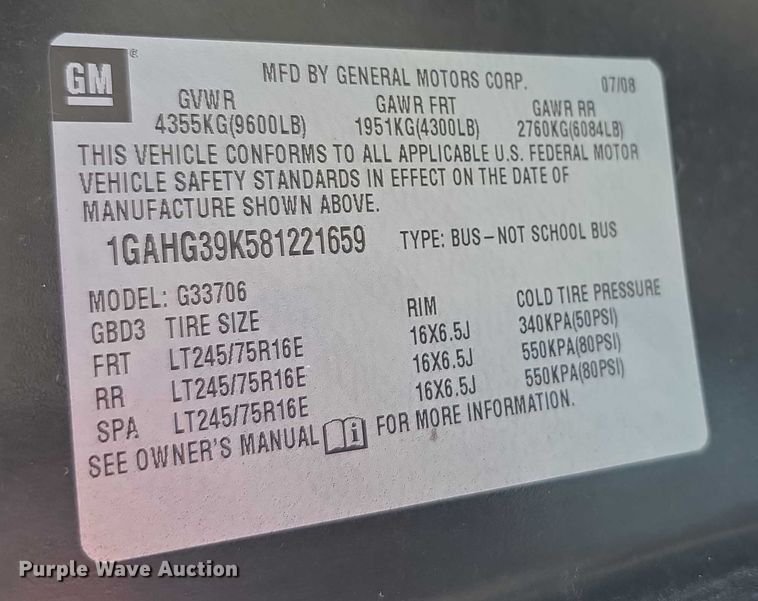 GM ® MFD BY GENERAL MOTORS CORP. 07/08
GVWR GAWR FRT GAWR RR
4355KG(9600LB) 1951KG(4300LB) 2760KG(6084LB)
THIS VEHICLE CONFORMS TO ALL APPLICABLE U.S. FEDERAL MOTOR
VEHICLE SAFETY STANDARDS IN EFFECT ON THE DATE OF
MANUFACTURE SHOWN ABOVE.
1GAHG39K581221659 TYPE: BUS-NOT SCHOOL BUS
MODEL: G33706
GBD3 TIRE SIZE RIM COLD TIRE PRESSURE
FRT LT245/75R16E 16X6.5J 340KPA(50PSI)
RR LT245/75R16E 16X6.5J 550KPA(80PSI)
SPA LT245/75R16E 16X6.5J 550KPA(80PSI)
SEE OWNER'S MANUAL i FOR MORE INFORMATION.
Purple Wave Auction